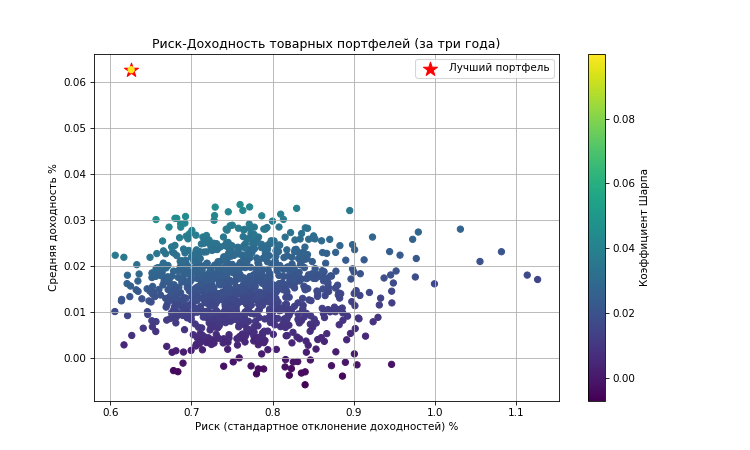 Риск-Доходность товарных портфелей (за три года)
Лучший портфель
Средняя доходность %
0.06
0.05
0.04
0.03
0.02
0.01
0.00
0.6 0.7 0.8 0.9 1.0 1.1
Риск (стандартное отклонение доходностей) %
0.08
0.06
0.04
0.02
0.00
Коэффициент Шарпа